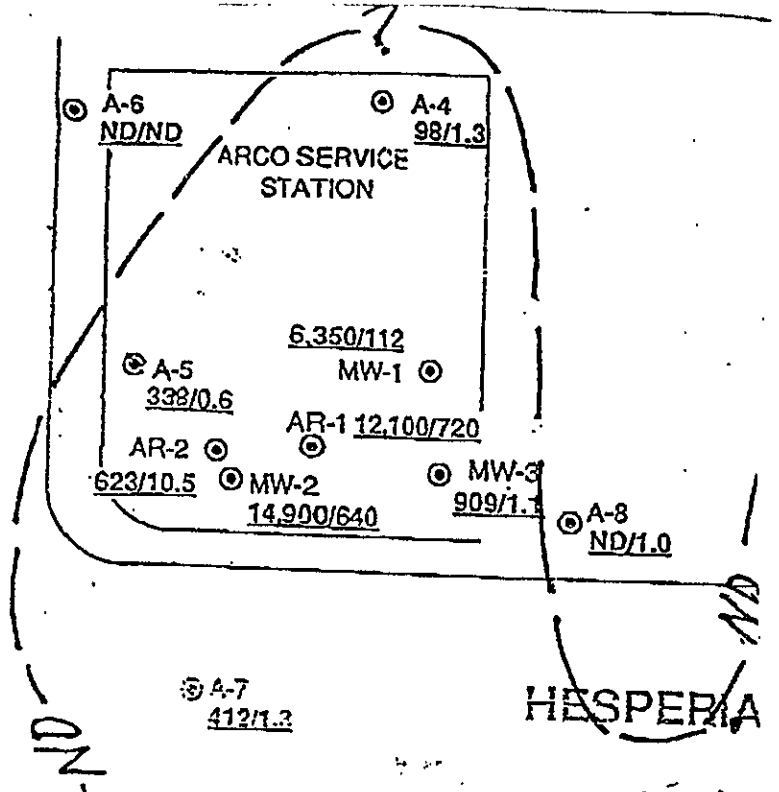 ?
A-6
ND/ND
A-4
98/1.3
ARCO SERVICE
STATION
6,350/112
MW-1
A-5
338/0.6
AR-1 12,100/720
AR-2
623/10.5
MW-2
14,900/640
MW-3
909/1.1
A-8
ND/1.0
ND
A-7
412/1.3
HESPERIA
ND